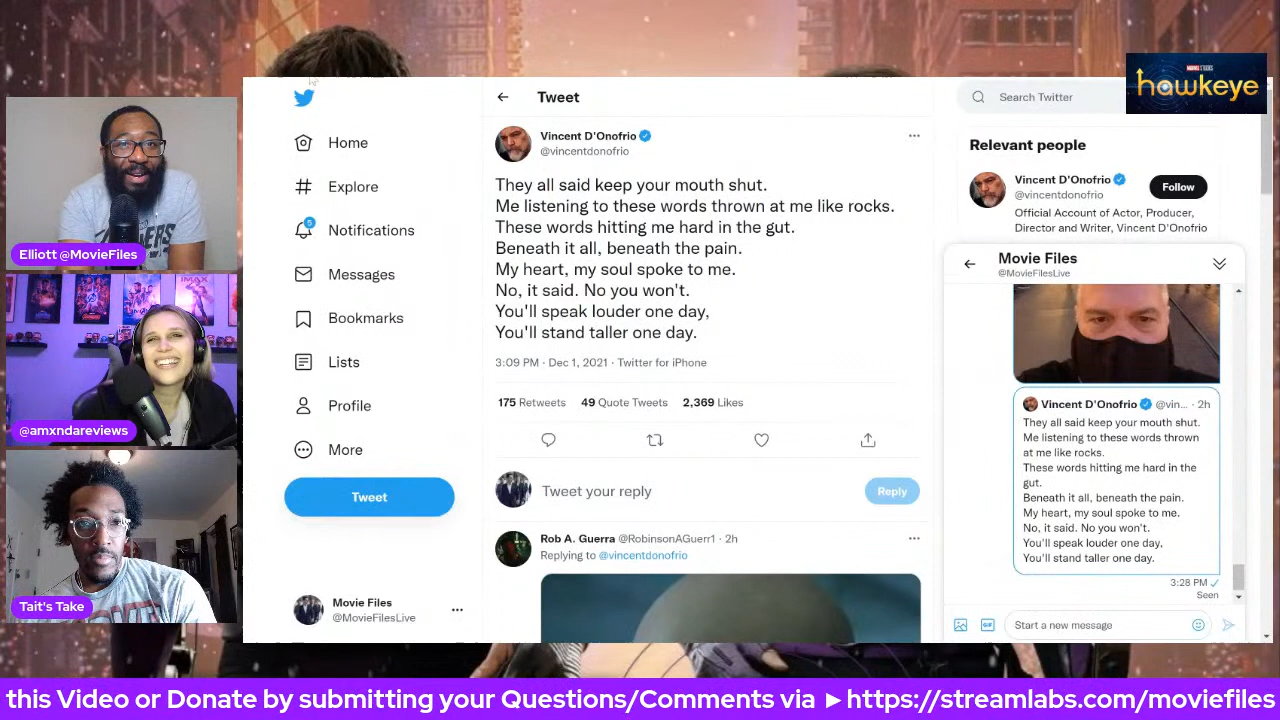 MARVEL STUDIOS
hawkeye
Elliott @MovieFiles
@amxndareviews
Tait's Take
Home
Explore
5
Notifications
Messages
Bookmarks
Lists
Profile
More
Tweet
Movie Files
@MovieFilesLive
Tweet
Vincent D'Onofrio
@vincentdonofrio
They all said keep your mouth shut.
Me listening to these words thrown at me like rocks.
These words hitting me hard in the gut.
Beneath it all, beneath the pain.
My heart, my soul spoke to me.
No, it said. No you won't.
You'll speak louder one day,
You'll stand taller one day.
3:09 PM · Dec 1, 2021 · Twitter for iPhone
175 Retweets 49 Quote Tweets 2,369 Likes
Tweet your reply
Reply
Rob A. Guerra @RobinsonAGuerr1 · 2h
Replying to @vincentdonofrio
Search Twitter
Relevant people
Vincent D'Onofrio
@vincentdonofrio
Follow
Official Account of Actor, Producer,
Director and Writer, Vincent D'Onofrio
Movie Files
@MovieFilesLive
Vincent D'Onofrio @vin... · 2h
They all said keep your mouth shut.
Me listening to these words thrown
at me like rocks.
These words hitting me hard in the
gut.
Beneath it all, beneath the pain.
My heart, my soul spoke to me.
No, it said. No you won't.
You'll speak louder one day,
You'll stand taller one day.
3:28 PM
Seen
GIF
Start a new message
this Video or Donate by submitting your Questions/Comments via ►https://streamlabs.com/moviefiles